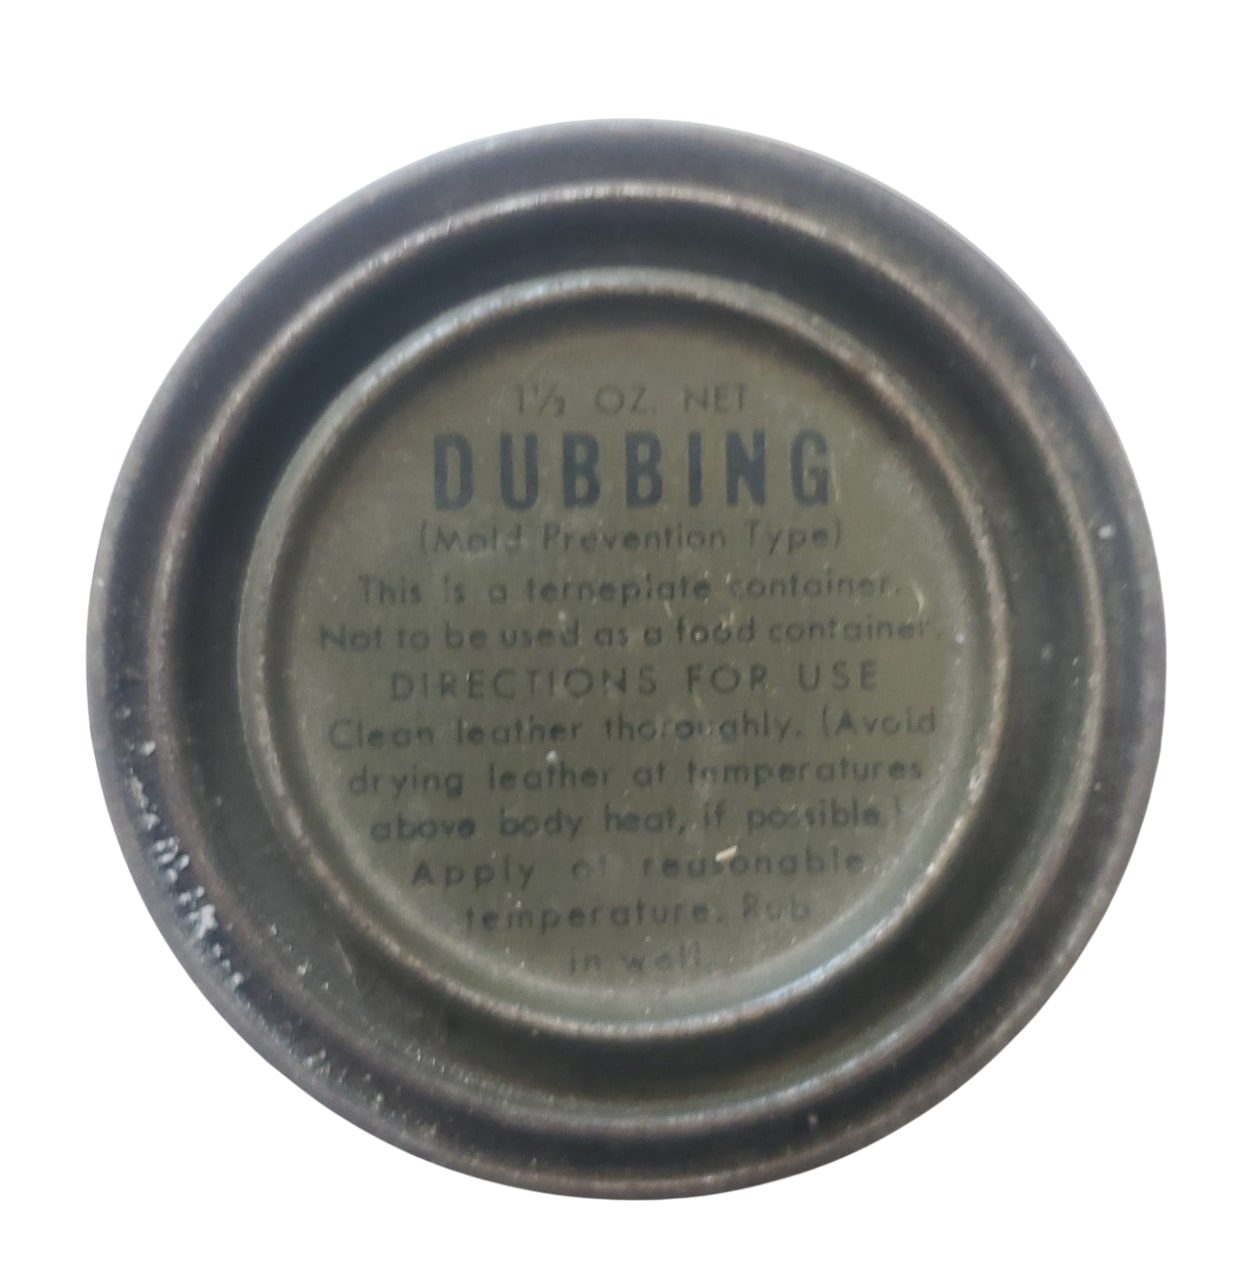 1½ OZ. NET
DUBBING
(Mold Prevention Type)
This is a terneplate container.
Not to be used as a food container.
DIRECTIONS FOR USE
Clean leather thoroughly. (Avoid
drying leather at temperatures
above body heat, if possible.)
Apply at reasonable
temperature. Rub
in well.